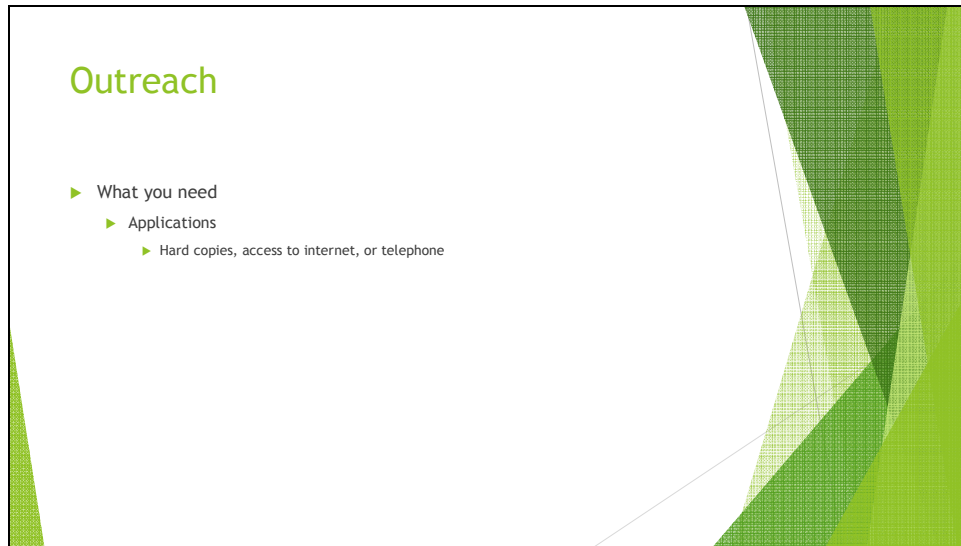 Outreach
What you need
Applications
Hard copies, access to internet, or telephone